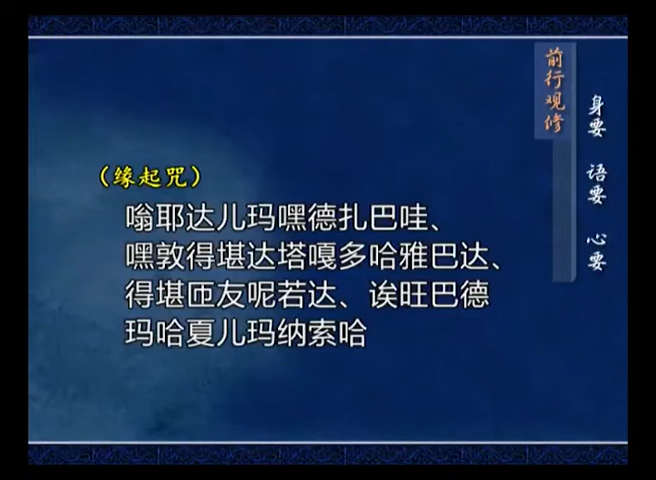 前行观修
身要 语要 心要
（缘起咒）
嗡耶达儿玛嘿德扎巴哇、
嘿敦得堪达塔嘎多哈雅巴达、
得堪匝友呢若达、诶旺巴德
玛哈夏儿玛纳索哈